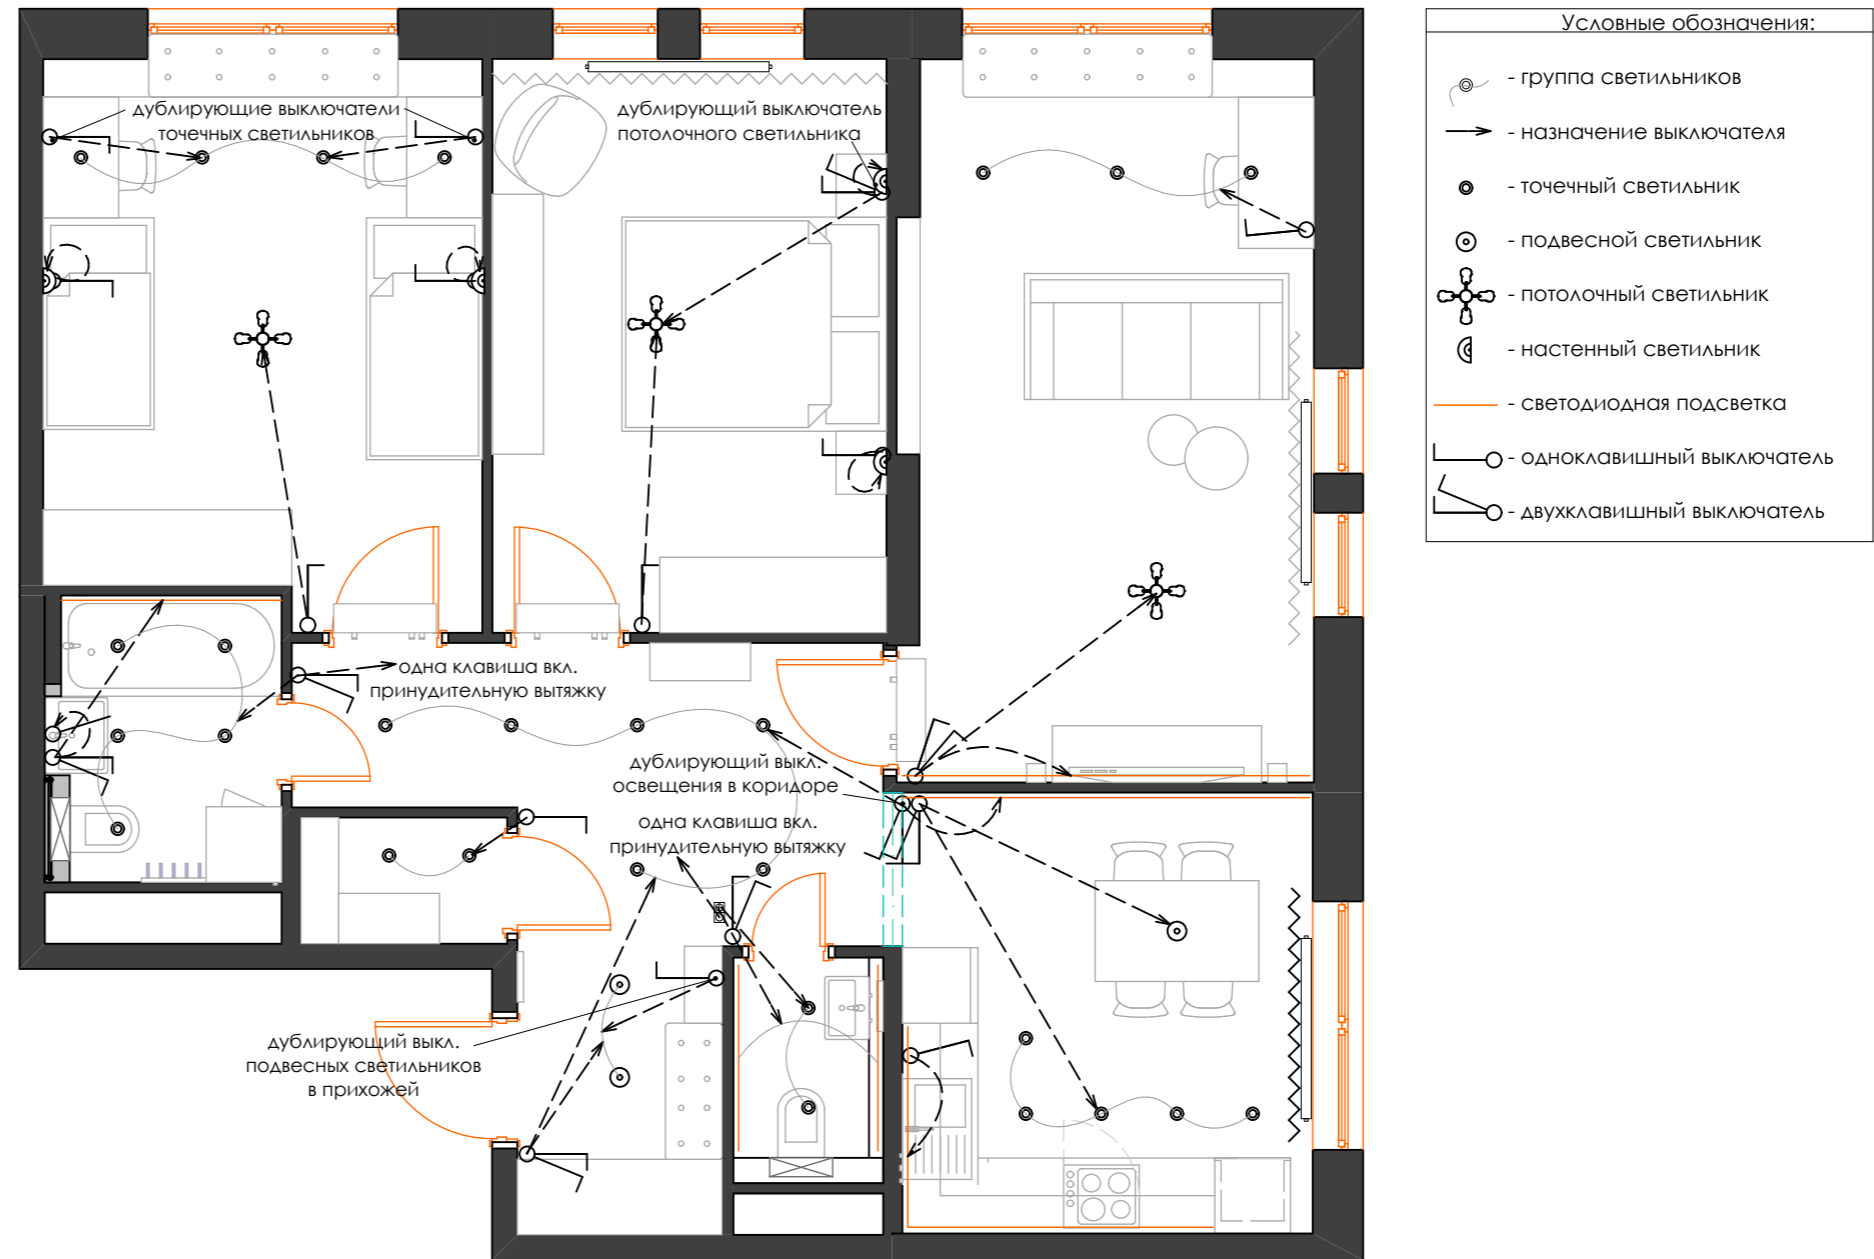 Условные обозначения:
- группа светильников
- назначение выключателя
- точечный светильник
- подвесной светильник
- потолочный светильник
- настенный светильник
- светодиодная подсветка
- одноклавишный выключатель
- двухклавишный выключатель
дублирующие выключатели
точечных светильников
дублирующий выключатель
потолочного светильника
одна клавиша вкл.
принудительную вытяжку
дублирующий выкл.
освещения в коридоре
одна клавиша вкл.
принудительную вытяжку
дублирующий выкл.
подвесных светильников
в прихожей